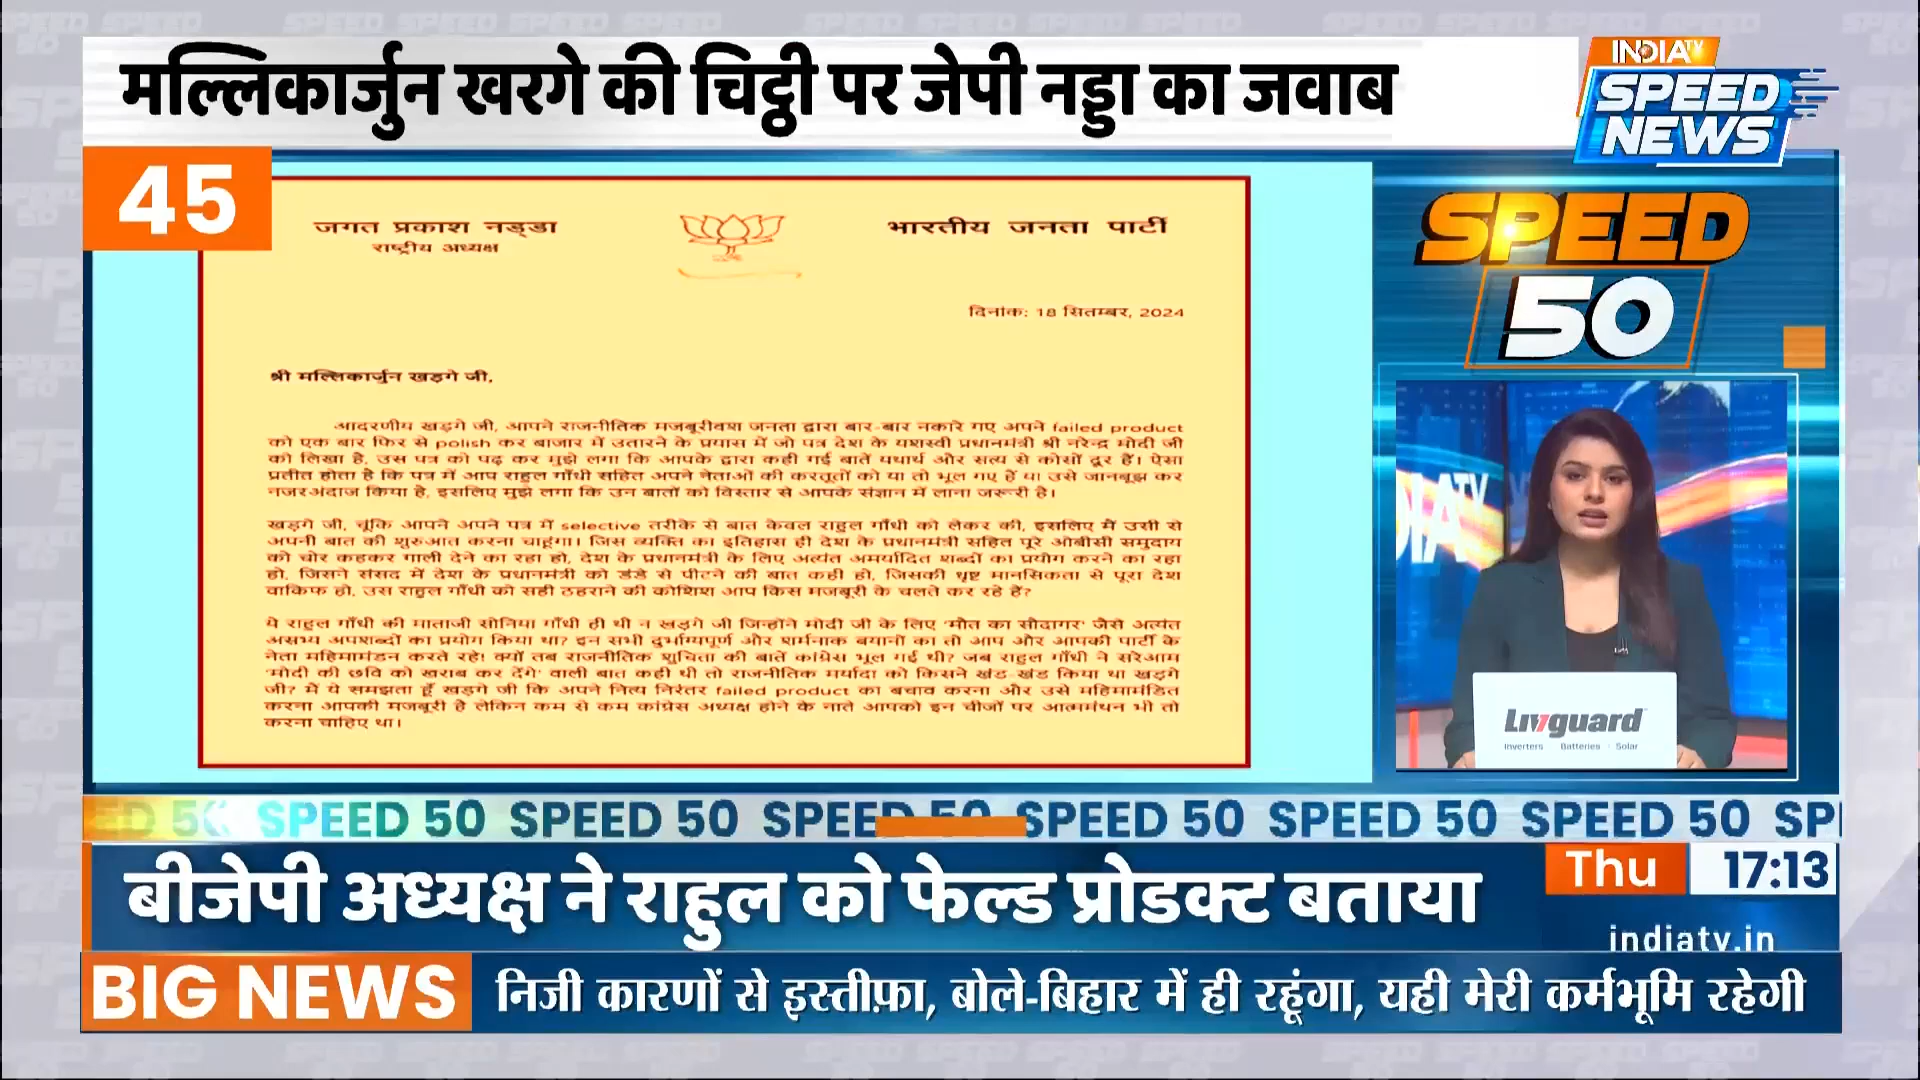 मल्लिकार्जुन खरगे की चिट्ठी पर जेपी नड्डा का जवाब
INDIA TV
SPEED
NEWS
45
जगत प्रकाश नड्डा
राष्ट्रीय अध्यक्ष
भारतीय जनता पार्टी
दिनांक: 18 सितम्बर, 2024
श्री मल्लिकार्जुन खड़गे जी,
आदरणीय खड़गे जी, आपने राजनीतिक मजबूरीवश जनता द्वारा बार-बार नकारे गए अपने failed product
को एक बार फिर से polish कर बाजार में उतारने के प्रयास में जो पत्र देश के यशस्वी प्रधानमंत्री श्री नरेन्द्र मोदी जी
को लिखा है, उस पत्र को पढ़ कर मुझे लगा कि आपके द्वारा कही गई बातें यथार्थ और सत्य से कोसों दूर हैं। ऐसा
प्रतीत होता है कि पत्र में आप राहुल गाँधी सहित अपने नेताओं की करतूतों को या तो भूल गए हैं या उसे जानबूझ कर
नजरअंदाज किया है, इसलिए मुझे लगा कि उन बातों को विस्तार से आपके संज्ञान में लाना जरूरी है।
खड़गे जी, चूंकि आपने अपने पत्र में selective तरीके से बात केवल राहुल गाँधी को लेकर की, इसलिए मैं उसी से
अपनी बात की शुरुआत करना चाहूंगा। जिस व्यक्ति का इतिहास ही देश के प्रधानमंत्री सहित पूरे ओबीसी समुदाय
को चोर कहकर गाली देने का रहा हो, देश के प्रधानमंत्री के लिए अत्यंत अमर्यादित शब्दों का प्रयोग करने का रहा
हो, जिसने संसद में देश के प्रधानमंत्री को डंडे से पीटने की बात कही हो, जिसकी धृष्ट मानसिकता से पूरा देश
वाकिफ हो, उस राहुल गाँधी को सही ठहराने की कोशिश आप किस मजबूरी के चलते कर रहे हैं?
ये राहुल गाँधी की माताजी सोनिया गाँधी ही थी न खड़गे जी जिन्होंने मोदी जी के लिए 'मौत का सौदागर' जैसे अत्यंत
असभ्य अपशब्दों का प्रयोग किया था? इन सभी दुर्भाग्यपूर्ण और शर्मनाक बयानों का तो आप और आपकी पार्टी के
नेता महिमामंडन करते रहे! क्यों तब राजनीतिक शुचिता की बातें कांग्रेस भूल गई थी? जब राहुल गाँधी ने सरेआम
'मोदी की छवि को खराब कर देंगे' वाली बात कही थी तो राजनीतिक मर्यादा को किसने खंड-खंड किया था खड़गे
जी? मैं ये समझता हूँ खड़गे जी कि अपने नित्य निरंतर failed product का बचाव करना और उसे महिमामंडित
करना आपकी मजबूरी है लेकिन कम से कम कांग्रेस अध्यक्ष होने के नाते आपको इन चीजों पर आत्ममंथन भी तो
करना चाहिए था।
SPEED
50
Livguard
Inverters Batteries Solar
ED 50 SPEED 50 SPEED 50 SPEED 50 SPEED 50 SPEED 50 SPEED 50 SP
बीजेपी अध्यक्ष ने राहुल को फेल्ड प्रोडक्ट बताया
Thu 17:13
indiatv.in
BIG NEWS
निजी कारणों से इस्तीफ़ा, बोले-बिहार में ही रहूंगा, यही मेरी कर्मभूमि रहेगी